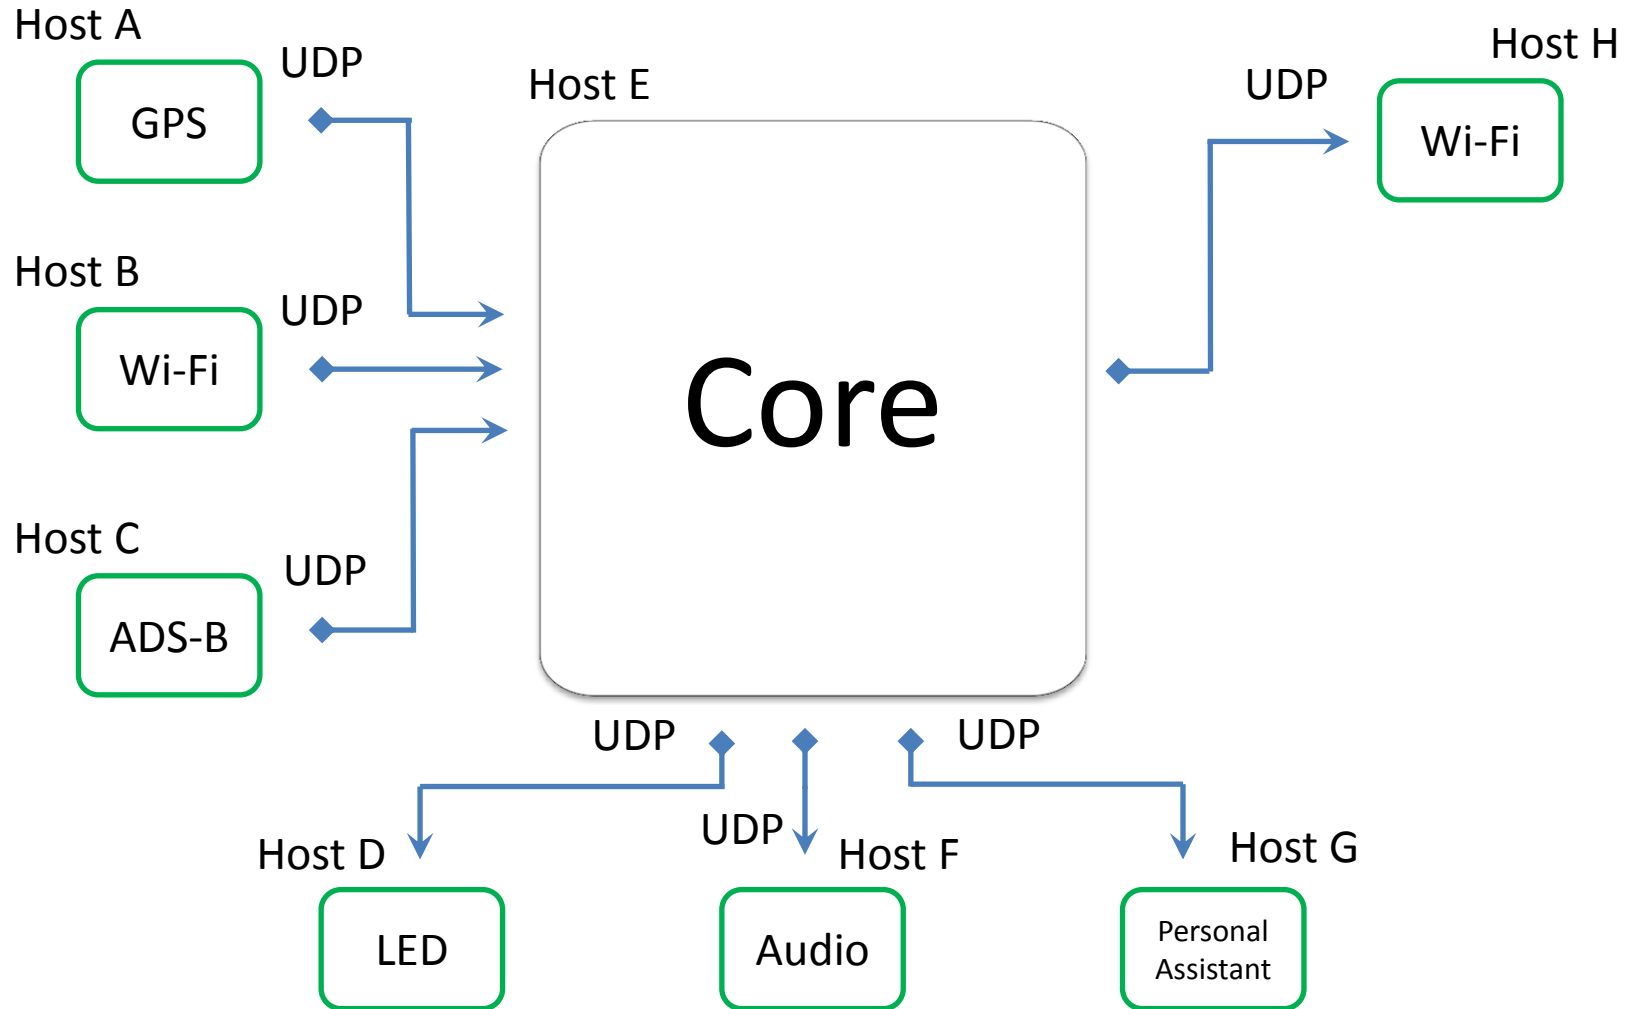 Host A
UDP
GPS
Host B
UDP
Wi-Fi
Host C
UDP
ADS-B
Host E
Core
Host H
UDP
Wi-Fi
UDP
Host D
LED
UDP
Host F
Audio
UDP
Host G
Personal
Assistant